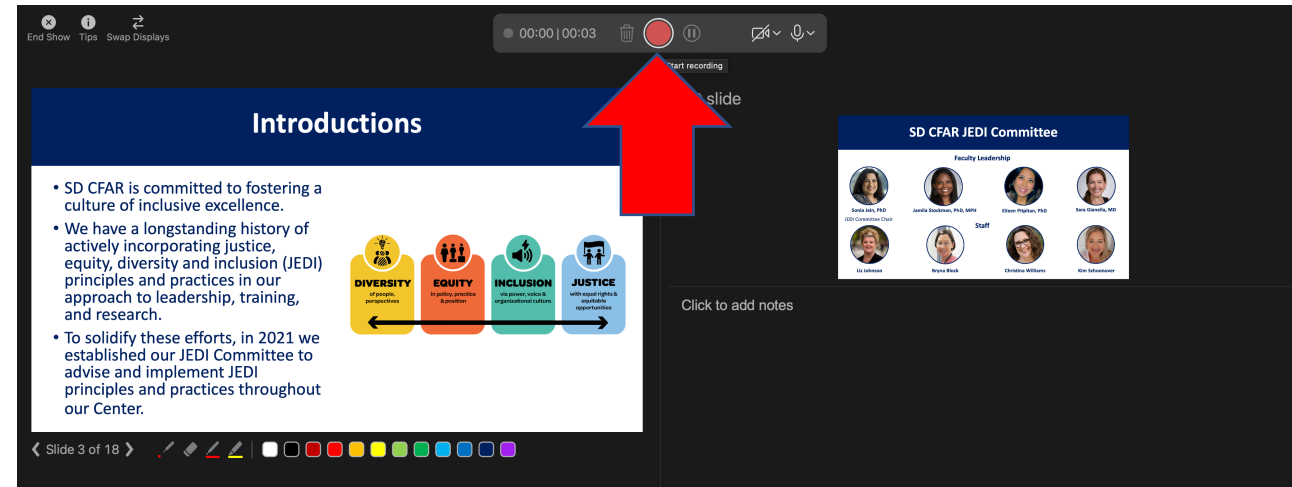 End Show Tips Swap Displays
00:00 | 00:03
Start recording
slide
Introductions
• SD CFAR is committed to fostering a
culture of inclusive excellence.
• We have a longstanding history of
actively incorporating justice,
equity, diversity and inclusion (JEDI)
principles and practices in our
approach to leadership, training,
and research.
• To solidify these efforts, in 2021 we
established our JEDI Committee to
advise and implement JEDI
principles and practices throughout
our Center.
DIVERSITY
of people,
perspectives
EQUITY
in policy, practice
& position
INCLUSION
via power, voice &
organizational culture
JUSTICE
with equal rights &
equitable
opportunities
Slide 3 of 18
SD CFAR JEDI Committee
Faculty Leadership
Sonia Jain, PhD
JEDI Committee Chair
Jamila Stockman, PhD, MPH
Eileen Pitpitan, PhD
Sara Gianella, MD
Staff
Liz Johnson
Bryna Block
Christina Williams
Kim Schoonover
Click to add notes